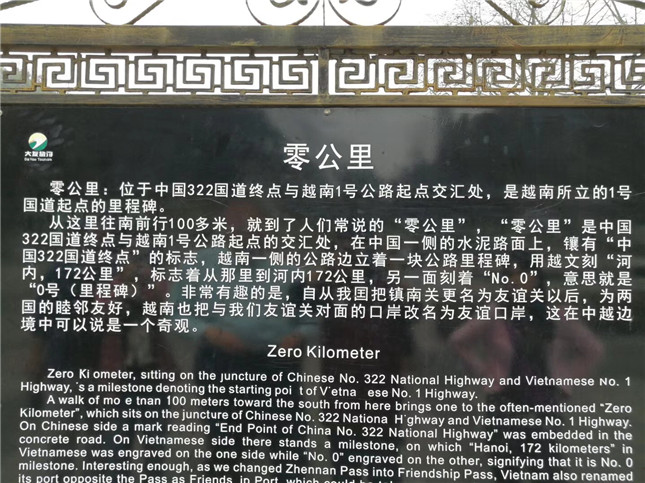 大发旅行
零公里
零公里：位于中国322国道终点与越南1号公路起点交汇处，是越南所立的1号
国道起点的里程碑。
从这里往南前行100多米，就到了人们常说的“零公里”，“零公里”是中国
322国道终点与越南1号公路起点的交汇处，在中国一侧的水泥路面上，镶有“中
国322国道终点”的标志，越南一侧的公路边立着一块公路里程碑，用越文刻“河
内，172公里”，标志着从那里到河内172公里，另一面刻着“No.0”，意思就是
“0号（里程碑）”。非常有趣的是，自从我国把镇南关更名为友谊关以后，为两
国的睦邻友好，越南也把与我们友谊关对面的口岸改名为友谊口岸，这在中越边
境中可以说是一个奇观。
Zero Kilometer
Zero Ki ometer, sitting on the juncture of Chinese No. 322 National Highway and Vietnamese No. 1
Highway, 's a milestone denoting the starting poi t of V etna ese No. 1 Highway.
A walk of mo e tnan 100 meters toward the south from here brings one to the often-mentioned "Zero
Kilometer", which sits on the juncture of Chinese No. 322 Nationa H ghway and Vietnamese No. 1 Highway.
On Chinese side a mark reading "End Point of China No. 322 National Highway" was embedded in the
concrete road. On Vietnamese side there stands a milestone, on which "Hanoi, 172 kilometers" in
Vietnamese was engraved on the one side while "No. 0" engraved on the other, signifying that it is No. 0
milestone. Interesting enough, as we changed Zhennan Pass into Friendship Pass, Vietnam also renamed
its port opposite the Pass as Friends ip Port, which could